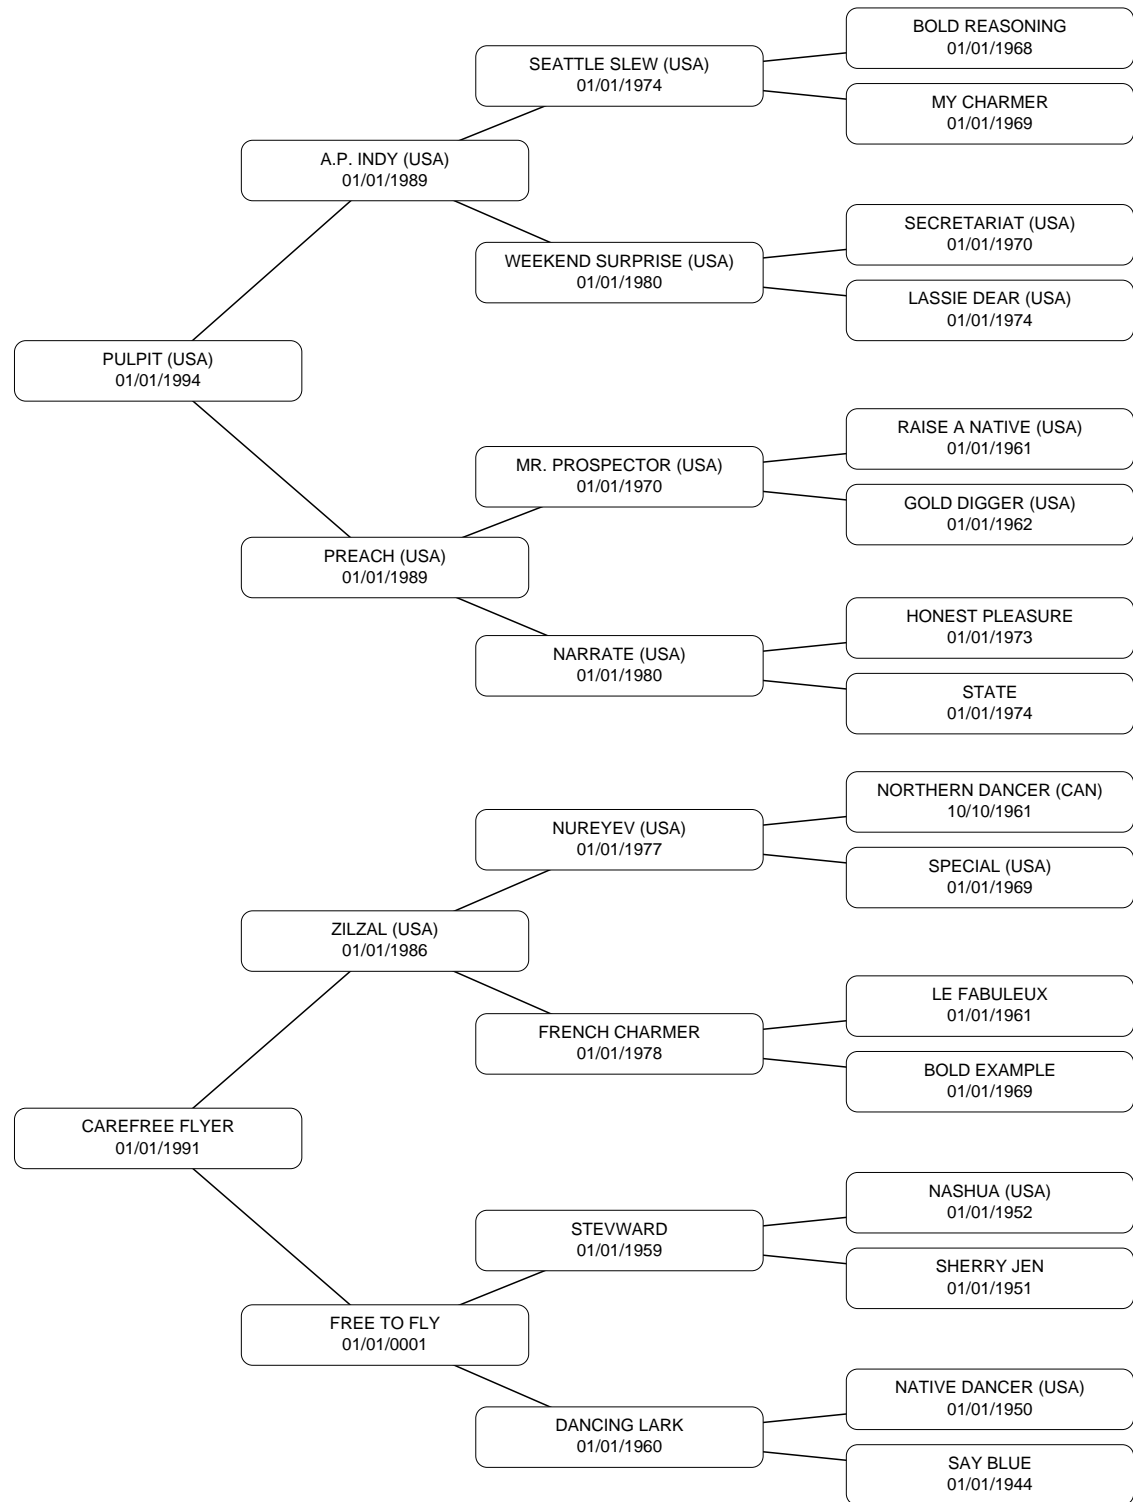 BOLD REASONING
01/01/1968
SEATTLE SLEW (USA)
01/01/1974
MY CHARMER
01/01/1969
A.P. INDY (USA)
01/01/1989
SECRETARIAT (USA)
01/01/1970
WEEKEND SURPRISE (USA)
01/01/1980
LASSIE DEAR (USA)
01/01/1974
PULPIT (USA)
01/01/1994
RAISE A NATIVE (USA)
01/01/1961
MR. PROSPECTOR (USA)
01/01/1970
GOLD DIGGER (USA)
01/01/1962
PREACH (USA)
01/01/1989
HONEST PLEASURE
01/01/1973
NARRATE (USA)
01/01/1980
STATE
01/01/1974
NORTHERN DANCER (CAN)
10/10/1961
NUREYEV (USA)
01/01/1977
SPECIAL (USA)
01/01/1969
ZILZAL (USA)
01/01/1986
LE FABULEUX
01/01/1961
FRENCH CHARMER
01/01/1978
BOLD EXAMPLE
01/01/1969
CAREFREE FLYER
01/01/1991
NASHUA (USA)
01/01/1952
STEVWARD
01/01/1959
SHERRY JEN
01/01/1951
FREE TO FLY
01/01/0001
NATIVE DANCER (USA)
01/01/1950
DANCING LARK
01/01/1960
SAY BLUE
01/01/1944